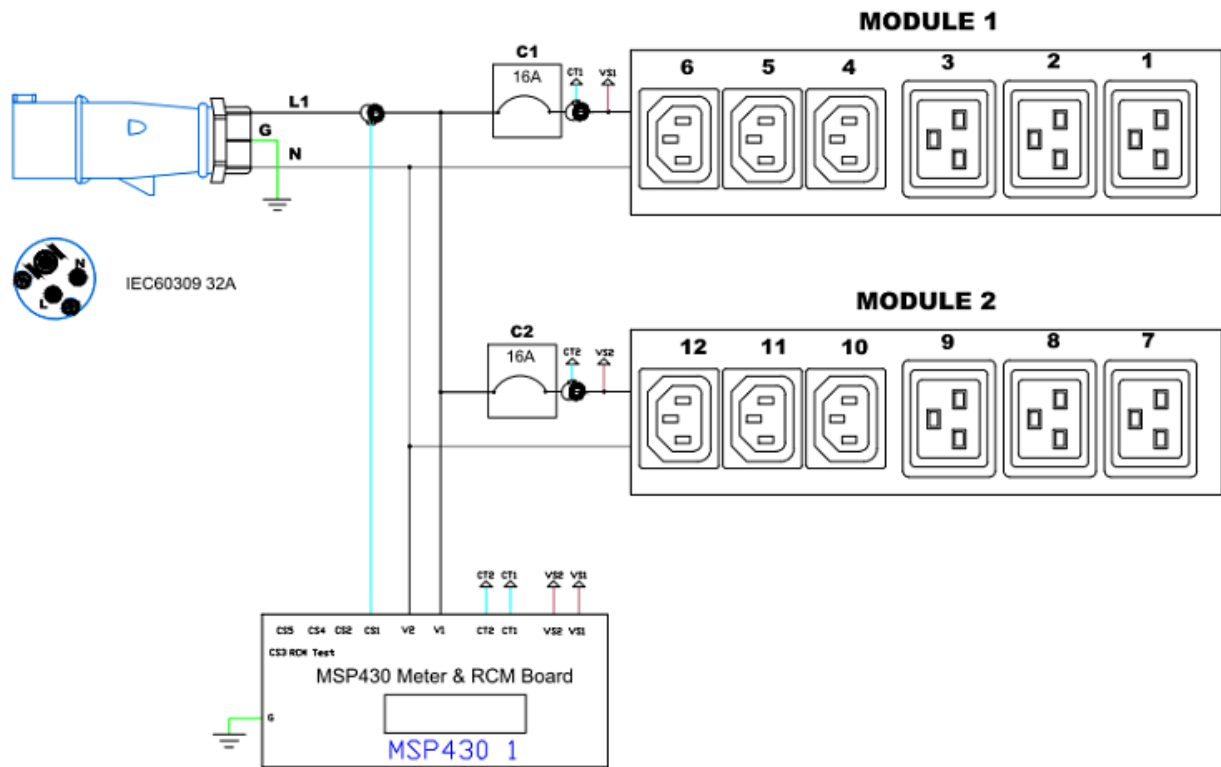 MODULE 1
C1
16A
CT1
VS1
6 5 4 3 2 1
L1
G
N
IEC60309 32A
N
L
MODULE 2
C2
16A
CT2
VS2
12 11 10 9 8 7
CT2 CT1 VS2 VS1
CS5 CS4 CS2 CS1 V2 V1 CT2 CT1 VS2 VS1
CS3 RCM Test
MSP430 Meter & RCM Board
G
MSP430 1